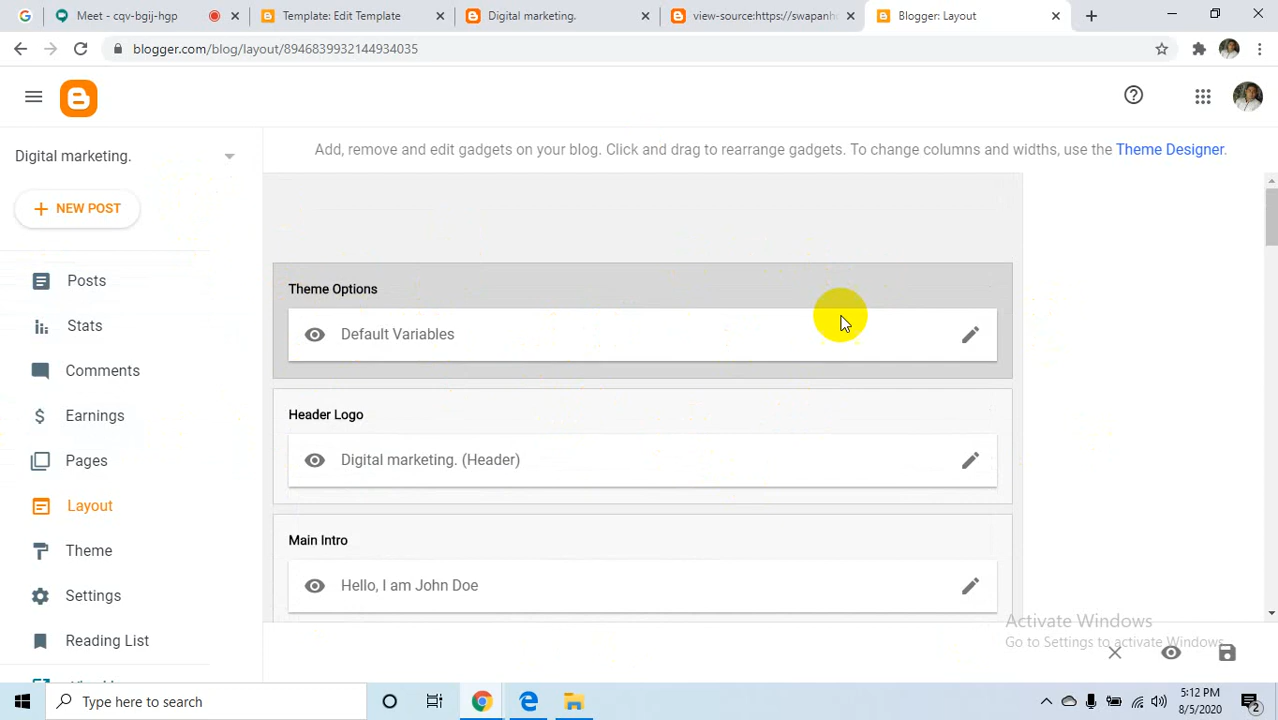 Meet - cqv-bgij-hgp
Template: Edit Template
Digital marketing.
view-source:https://swapanh
Blogger: Layout
blogger.com/blog/layout/8946839932144934035
Digital marketing.
Add, remove and edit gadgets on your blog. Click and drag to rearrange gadgets. To change columns and widths, use the Theme Designer.
NEW POST
Posts
Stats
Comments
Earnings
Pages
Layout
Theme
Settings
Reading List
Theme Options
Default Variables
Header Logo
Digital marketing. (Header)
Main Intro
Hello, I am John Doe
Activate Windows
Go to Settings to activate Windows.
Type here to search
5:12 PM
8/5/2020
2